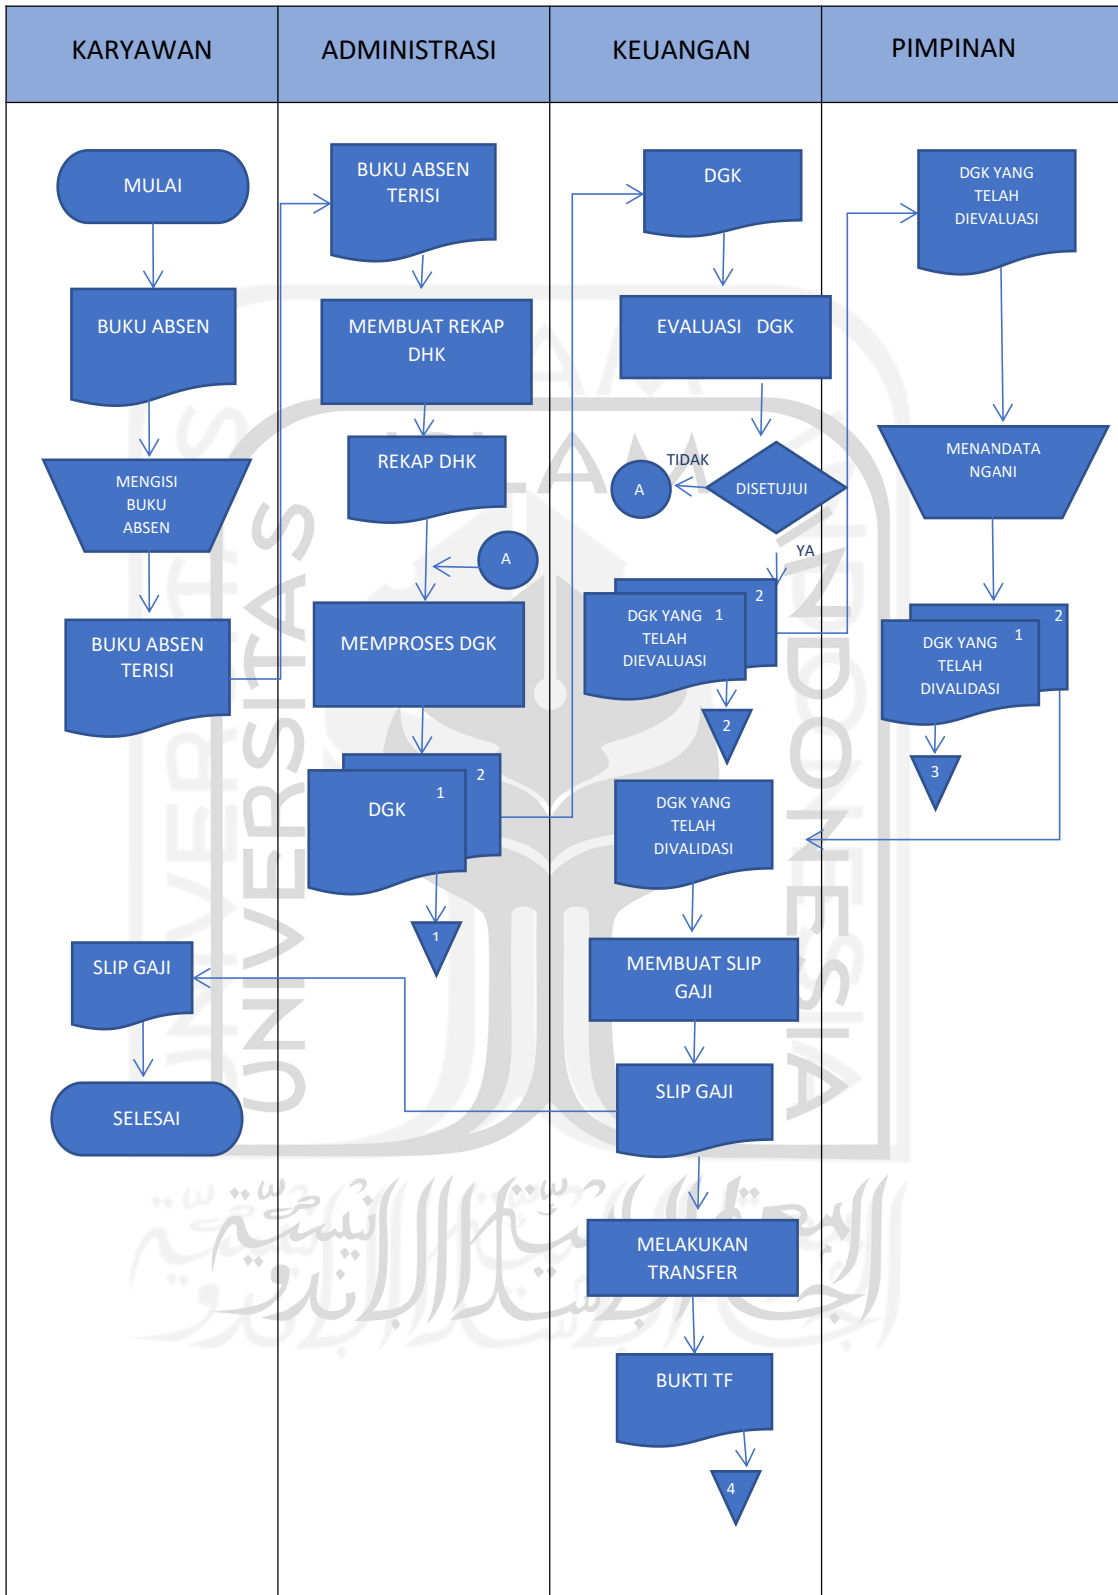 KARYAWAN
ADMINISTRASI
KEUANGAN
PIMPINAN
MULAI
BUKU ABSEN
MENGISI
BUKU
ABSEN
BUKU ABSEN
TERISI
SLIP GAJI
SELESAI
BUKU ABSEN
TERISI
MEMBUAT REKAP
DHK
REKAP DHK
A
MEMPROSES DGK
2
1
DGK
1
DGK
EVALUASI DGK
TIDAK
A
DISETUJUI
YA
2
DGK YANG 1
TELAH
DIEVALUASI
2
DGK YANG
TELAH
DIVALIDASI
MEMBUAT SLIP
GAJI
SLIP GAJI
MELAKUKAN
TRANSFER
BUKTI TF
4
DGK YANG
TELAH
DIEVALUASI
MENANDATA
NGANI
2
DGK YANG 1
TELAH
DIVALIDASI
3
UNIVERSITAS
ISLAM
INDONESIA